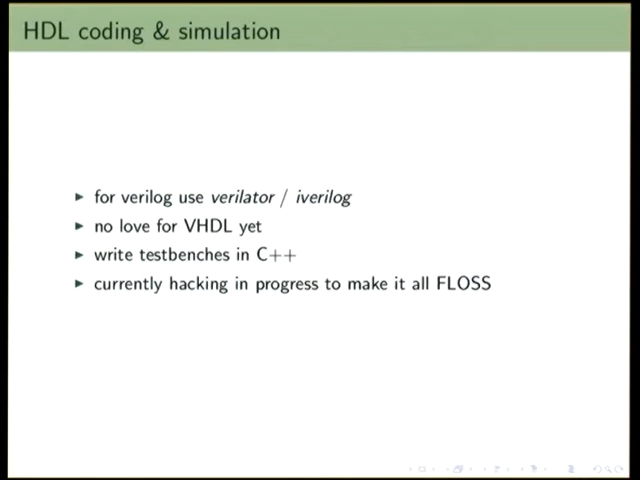 HDL coding & simulation
for verilog use verilator / iverilog
no love for VHDL yet
write testbenches in C++
currently hacking in progress to make it all FLOSS